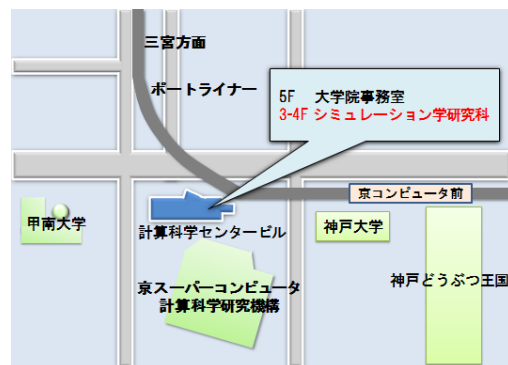 三宮方面
ポートライナー
5F 大学院事務室
3-4F シミュレーション学研究科
京コンピュータ前
甲南大学
計算科学センタービル
神戸大学
神戸どうぶつ王国
京スーパーコンピュータ
計算科学研究機構